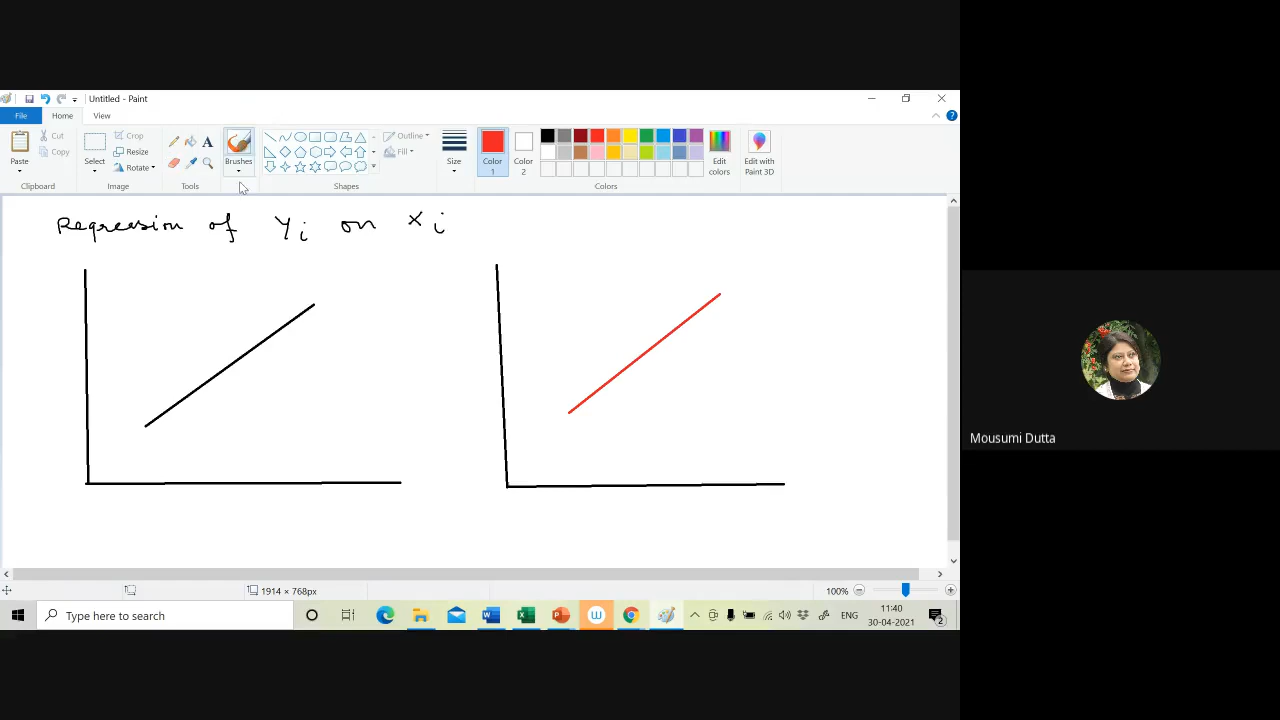 Untitled - Paint
File Home View
Paste
Cut
Copy
Clipboard
Select
Crop
Resize
Rotate
Image
Tools
Brushes
Shapes
Outline
Fill
Size
Color 1
Color 2
Edit colors
Edit with Paint 3D
Colors
Regression of Yi on Xi
Mousumi Dutta
1914 × 768px
100%
Type here to search
ENG
11:40
30-04-2021
2